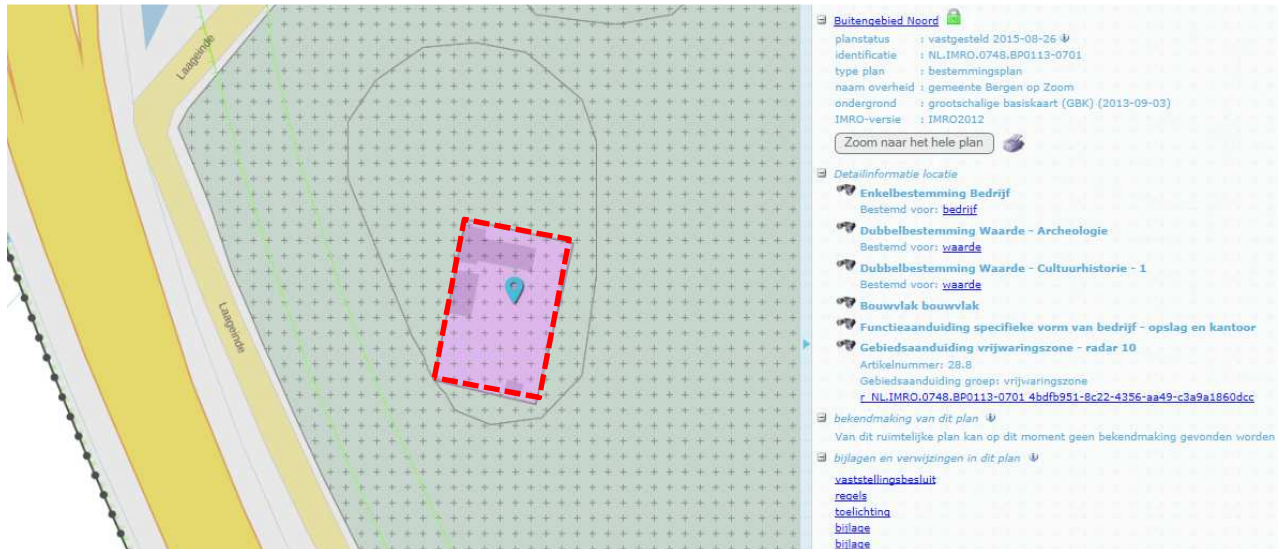 Laageinde
Laageinde
Buitengebied Noord
planstatus : vastgesteld 2015-08-26
identificatie : NL.IMRO.0748.BP0113-0701
type plan : bestemmingsplan
naam overheid : gemeente Bergen op Zoom
ondergrond : grootschalige basiskaart (GBK) (2013-09-03)
IMRO-versie : IMRO2012
Zoom naar het hele plan
Detailinformatie locatie
Enkelbestemming Bedrijf
Bestemd voor: bedrijf
Dubbelbestemming Waarde - Archeologie
Bestemd voor: waarde
Dubbelbestemming Waarde - Cultuurhistorie - 1
Bestemd voor: waarde
Bouwvlak bouwvlak
Functieaanduiding specifieke vorm van bedrijf - opslag en kantoor
Gebiedsaanduiding vrijwaringszone - radar 10
Artikelnummer: 28.8
Gebiedsaanduiding groep: vrijwaringszone
r_NL.IMRO.0748.BP0113-0701_4bdfb951-8c22-4356-aa49-c3a9a1860dcc
bekendmaking van dit plan
Van dit ruimtelijke plan kan op dit moment geen bekendmaking gevonden worden
bijlagen en verwijzingen in dit plan
vaststellingsbesluit
regels
toelichting
bijlage
bijlage